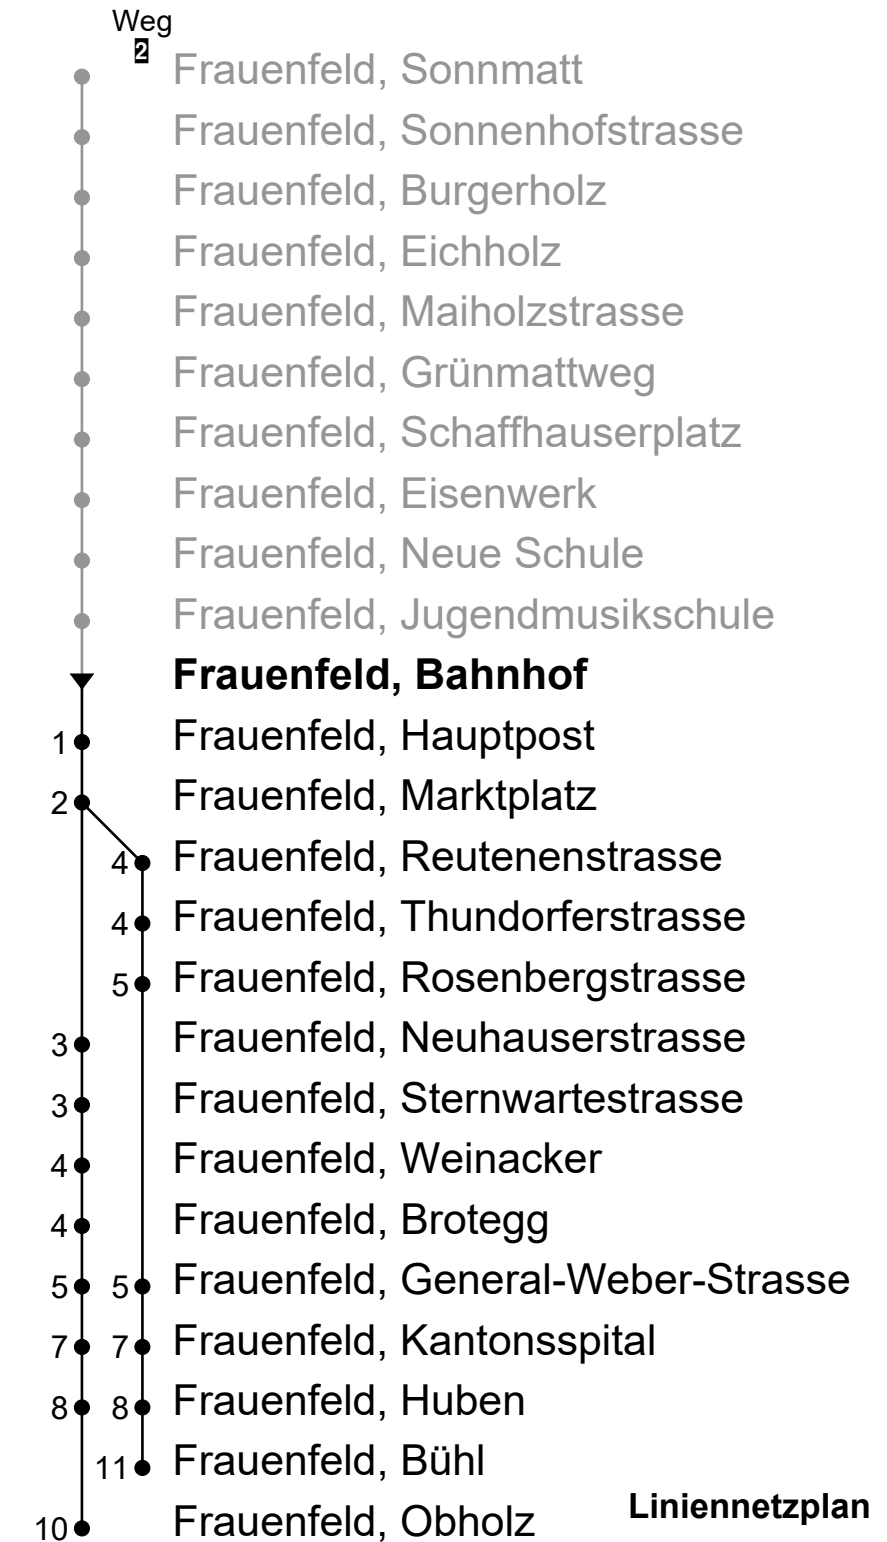 Weg
2
Frauenfeld, Sonnmatt
Frauenfeld, Sonnenhofstrasse
Frauenfeld, Burgerholz
Frauenfeld, Eichholz
Frauenfeld, Maiholzstrasse
Frauenfeld, Grünmattweg
Frauenfeld, Schaffhauserplatz
Frauenfeld, Eisenwerk
Frauenfeld, Neue Schule
Frauenfeld, Jugendmusikschule
Frauenfeld, Bahnhof
1 Frauenfeld, Hauptpost
2 Frauenfeld, Marktplatz
4 Frauenfeld, Reutenenstrasse
4 Frauenfeld, Thundorferstrasse
5 Frauenfeld, Rosenbergstrasse
3 Frauenfeld, Neuhauserstrasse
3 Frauenfeld, Sternwartestrasse
4 Frauenfeld, Weinacker
4 Frauenfeld, Brotegg
5 5 Frauenfeld, General-Weber-Strasse
7 7 Frauenfeld, Kantonsspital
8 8 Frauenfeld, Huben
11 Frauenfeld, Bühl
10 Frauenfeld, Obholz
Liniennetzplan